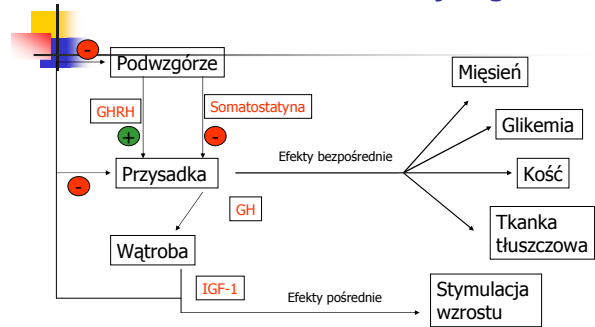 -
Podwzgórze
Mięsień
GHRH
Somatostatyna
Glikemia
+
-
Efekty bezpośrednie
Przysadka
Kość
-
GH
Tkanka
tłuszczowa
Wątroba
IGF-1
Efekty pośrednie
Stymulacja
wzrostu